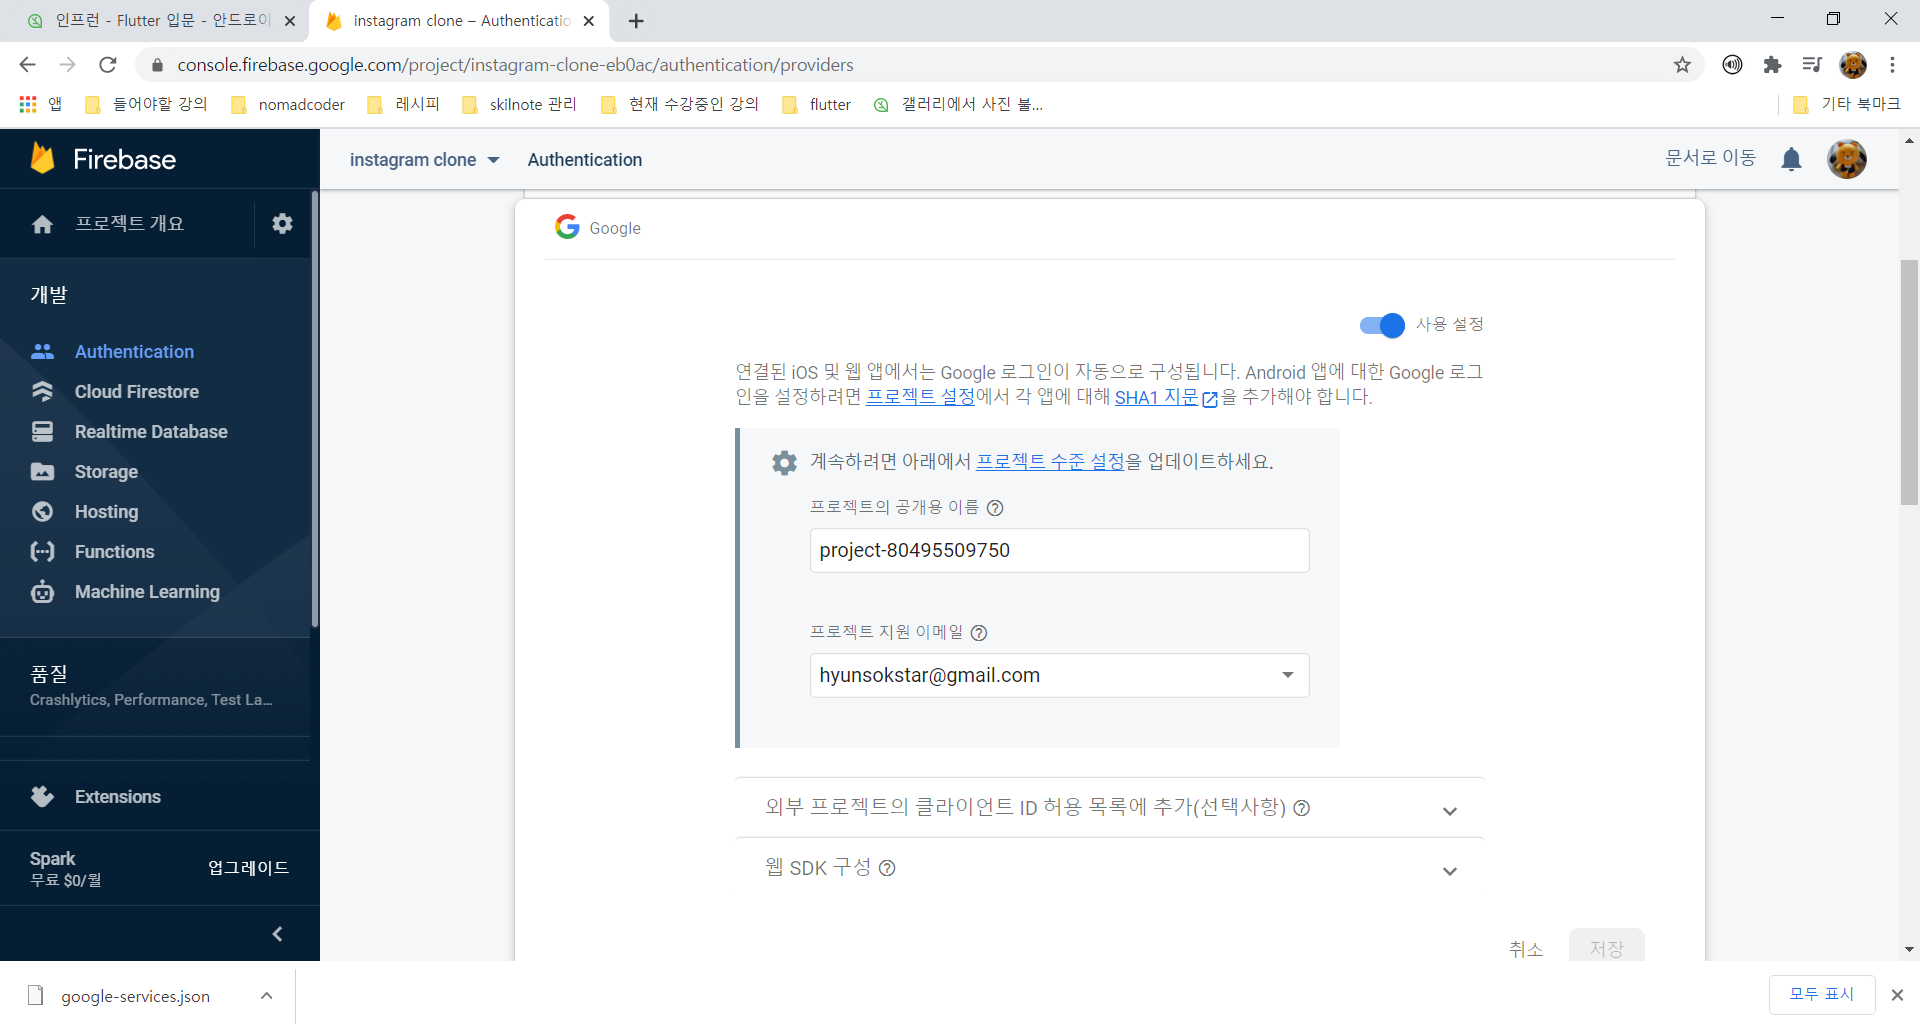 인프런 - Flutter 입문 - 안드로이
instagram clone – Authenticatio
console.firebase.google.com/project/instagram-clone-eb0ac/authentication/providers
앱
들어야할 강의
nomadcoder
레시피
skilnote 관리
현재 수강중인 강의
flutter
갤러리에서 사진 불...
기타 북마크
Firebase
instagram clone
Authentication
문서로 이동
프로젝트 개요
개발
Authentication
Cloud Firestore
Realtime Database
Storage
Hosting
Functions
Machine Learning
품질
Crashlytics, Performance, Test La...
Extensions
Spark
무료 $0/월
업그레이드
Google
사용 설정
연결된 iOS 및 웹 앱에서는 Google 로그인이 자동으로 구성됩니다. Android 앱에 대한 Google 로그
인을 설정하려면 프로젝트 설정에서 각 앱에 대해 SHA1 지문을 추가해야 합니다.
계속하려면 아래에서 프로젝트 수준 설정을 업데이트하세요.
프로젝트의 공개용 이름
project-80495509750
프로젝트 지원 이메일
hyunsokstar@gmail.com
외부 프로젝트의 클라이언트 ID 허용 목록에 추가(선택사항)
웹 SDK 구성
취소
저장
google-services.json
모두 표시